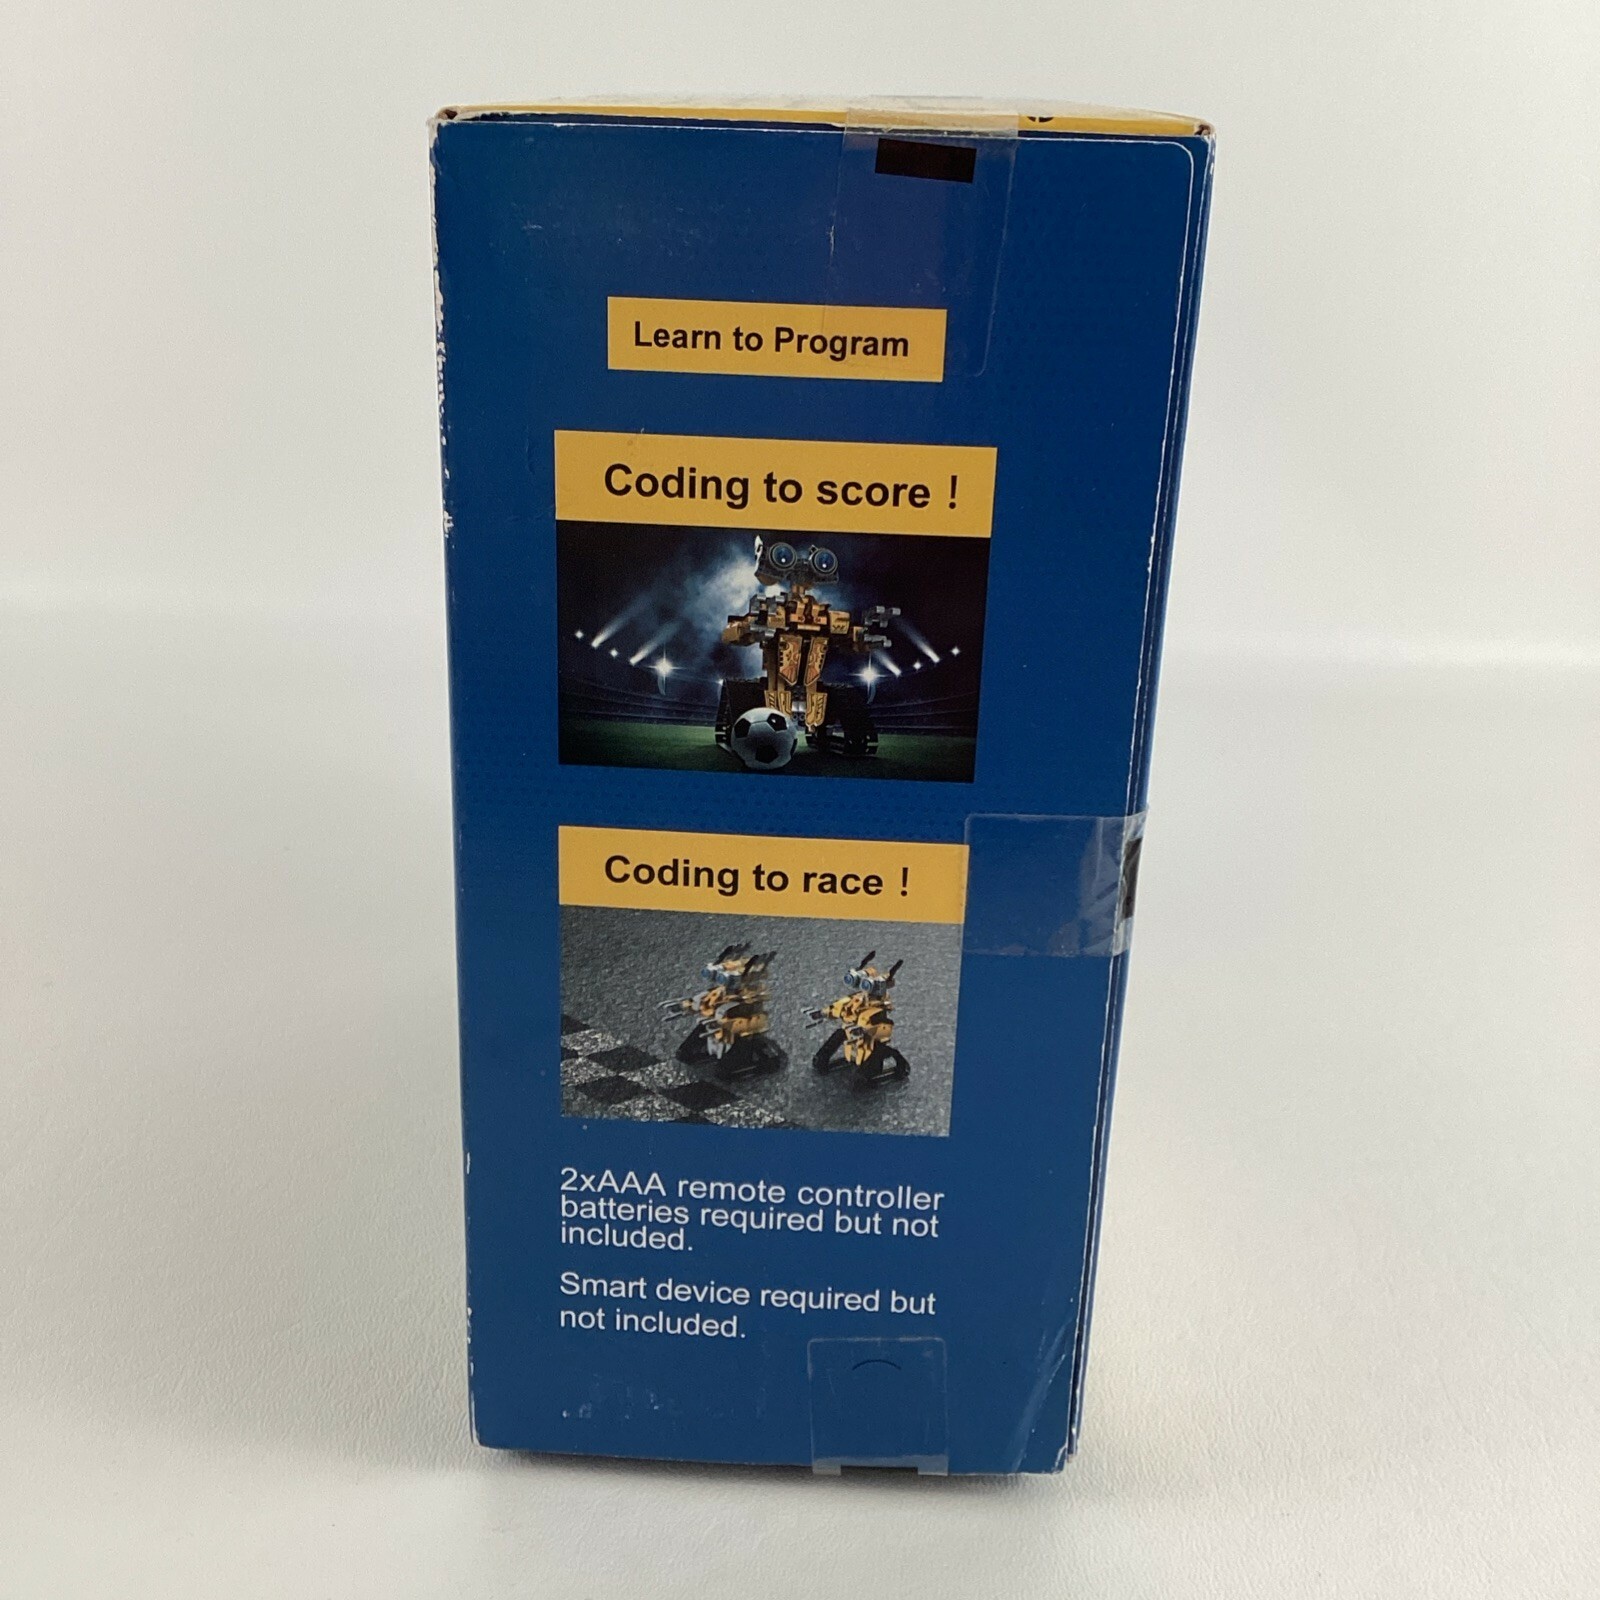 Learn to Program
Coding to score !
Coding to race !
2xAAA remote controller
batteries required but not
included.
Smart device required but
not included.